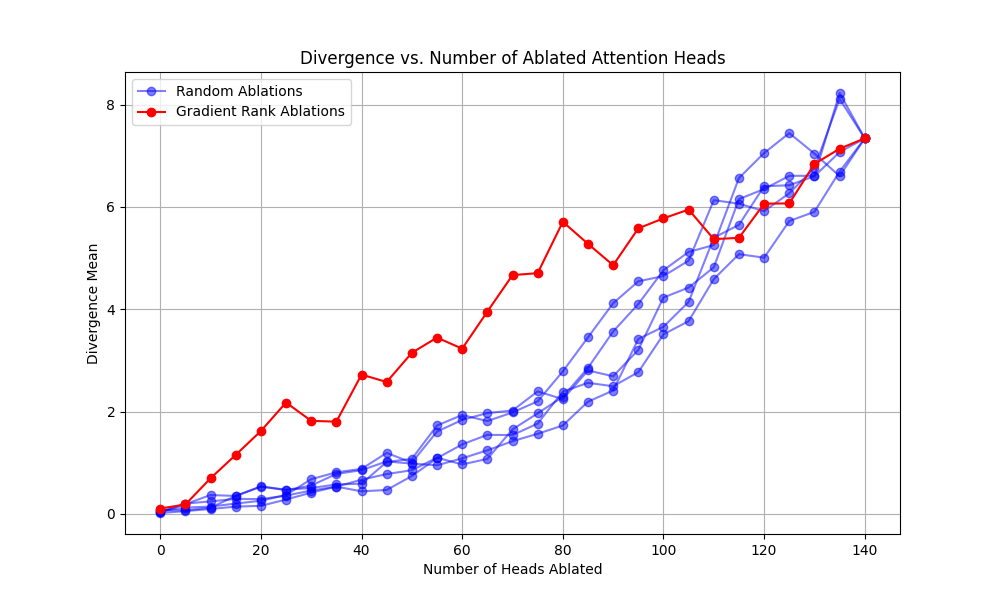 Divergence vs. Number of Ablated Attention Heads
Random Ablations
Gradient Rank Ablations
Divergence Mean
8
6
4
2
0
0 20 40 60 80 100 120 140
Number of Heads Ablated